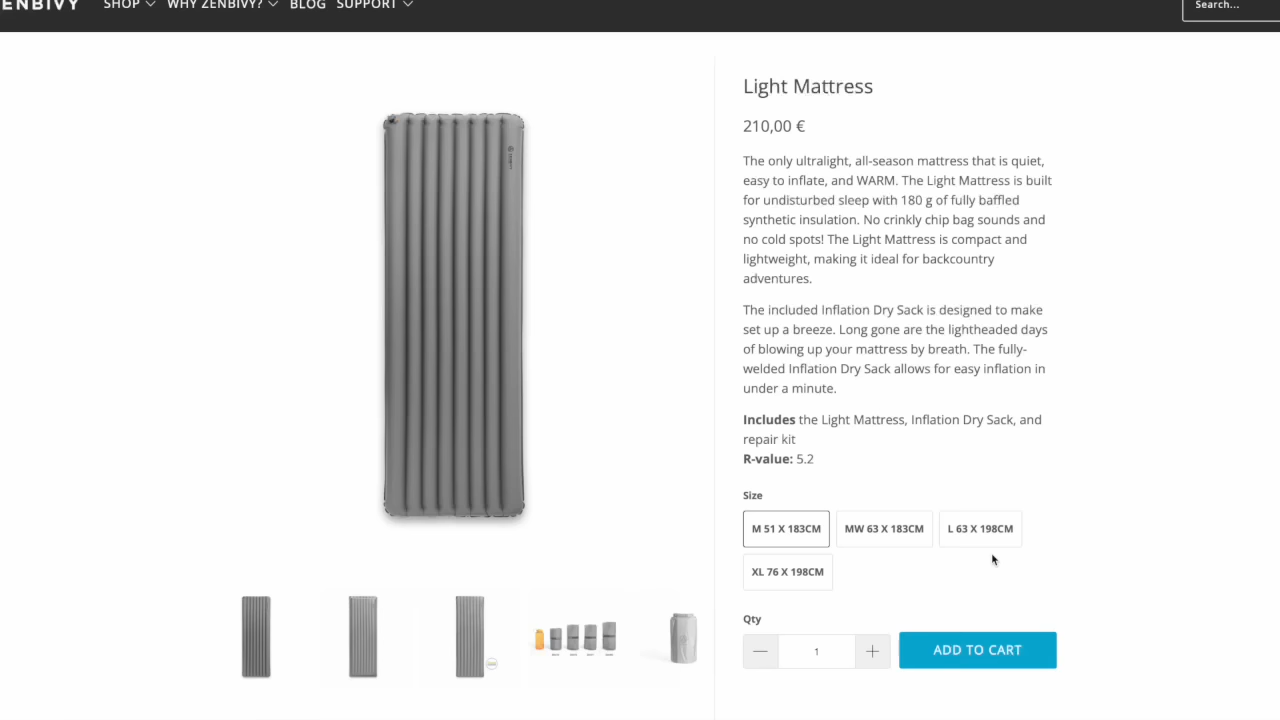 ENBIVY SHOP WHY ZENBIVY? BLOG SUPPORT Search...
Light Mattress
210,00 €
The only ultralight, all-season mattress that is quiet,
easy to inflate, and WARM. The Light Mattress is built
for undisturbed sleep with 180 g of fully baffled
synthetic insulation. No crinkly chip bag sounds and
no cold spots! The Light Mattress is compact and
lightweight, making it ideal for backcountry
adventures.
The included Inflation Dry Sack is designed to make
set up a breeze. Long gone are the lightheaded days
of blowing up your mattress by breath. The fully-
welded Inflation Dry Sack allows for easy inflation in
under a minute.
Includes the Light Mattress, Inflation Dry Sack, and
repair kit
R-value: 5.2
Size
M 51 X 183CM MW 63 X 183CM L 63 X 198CM
XL 76 X 198CM
Qty
1 ADD TO CART